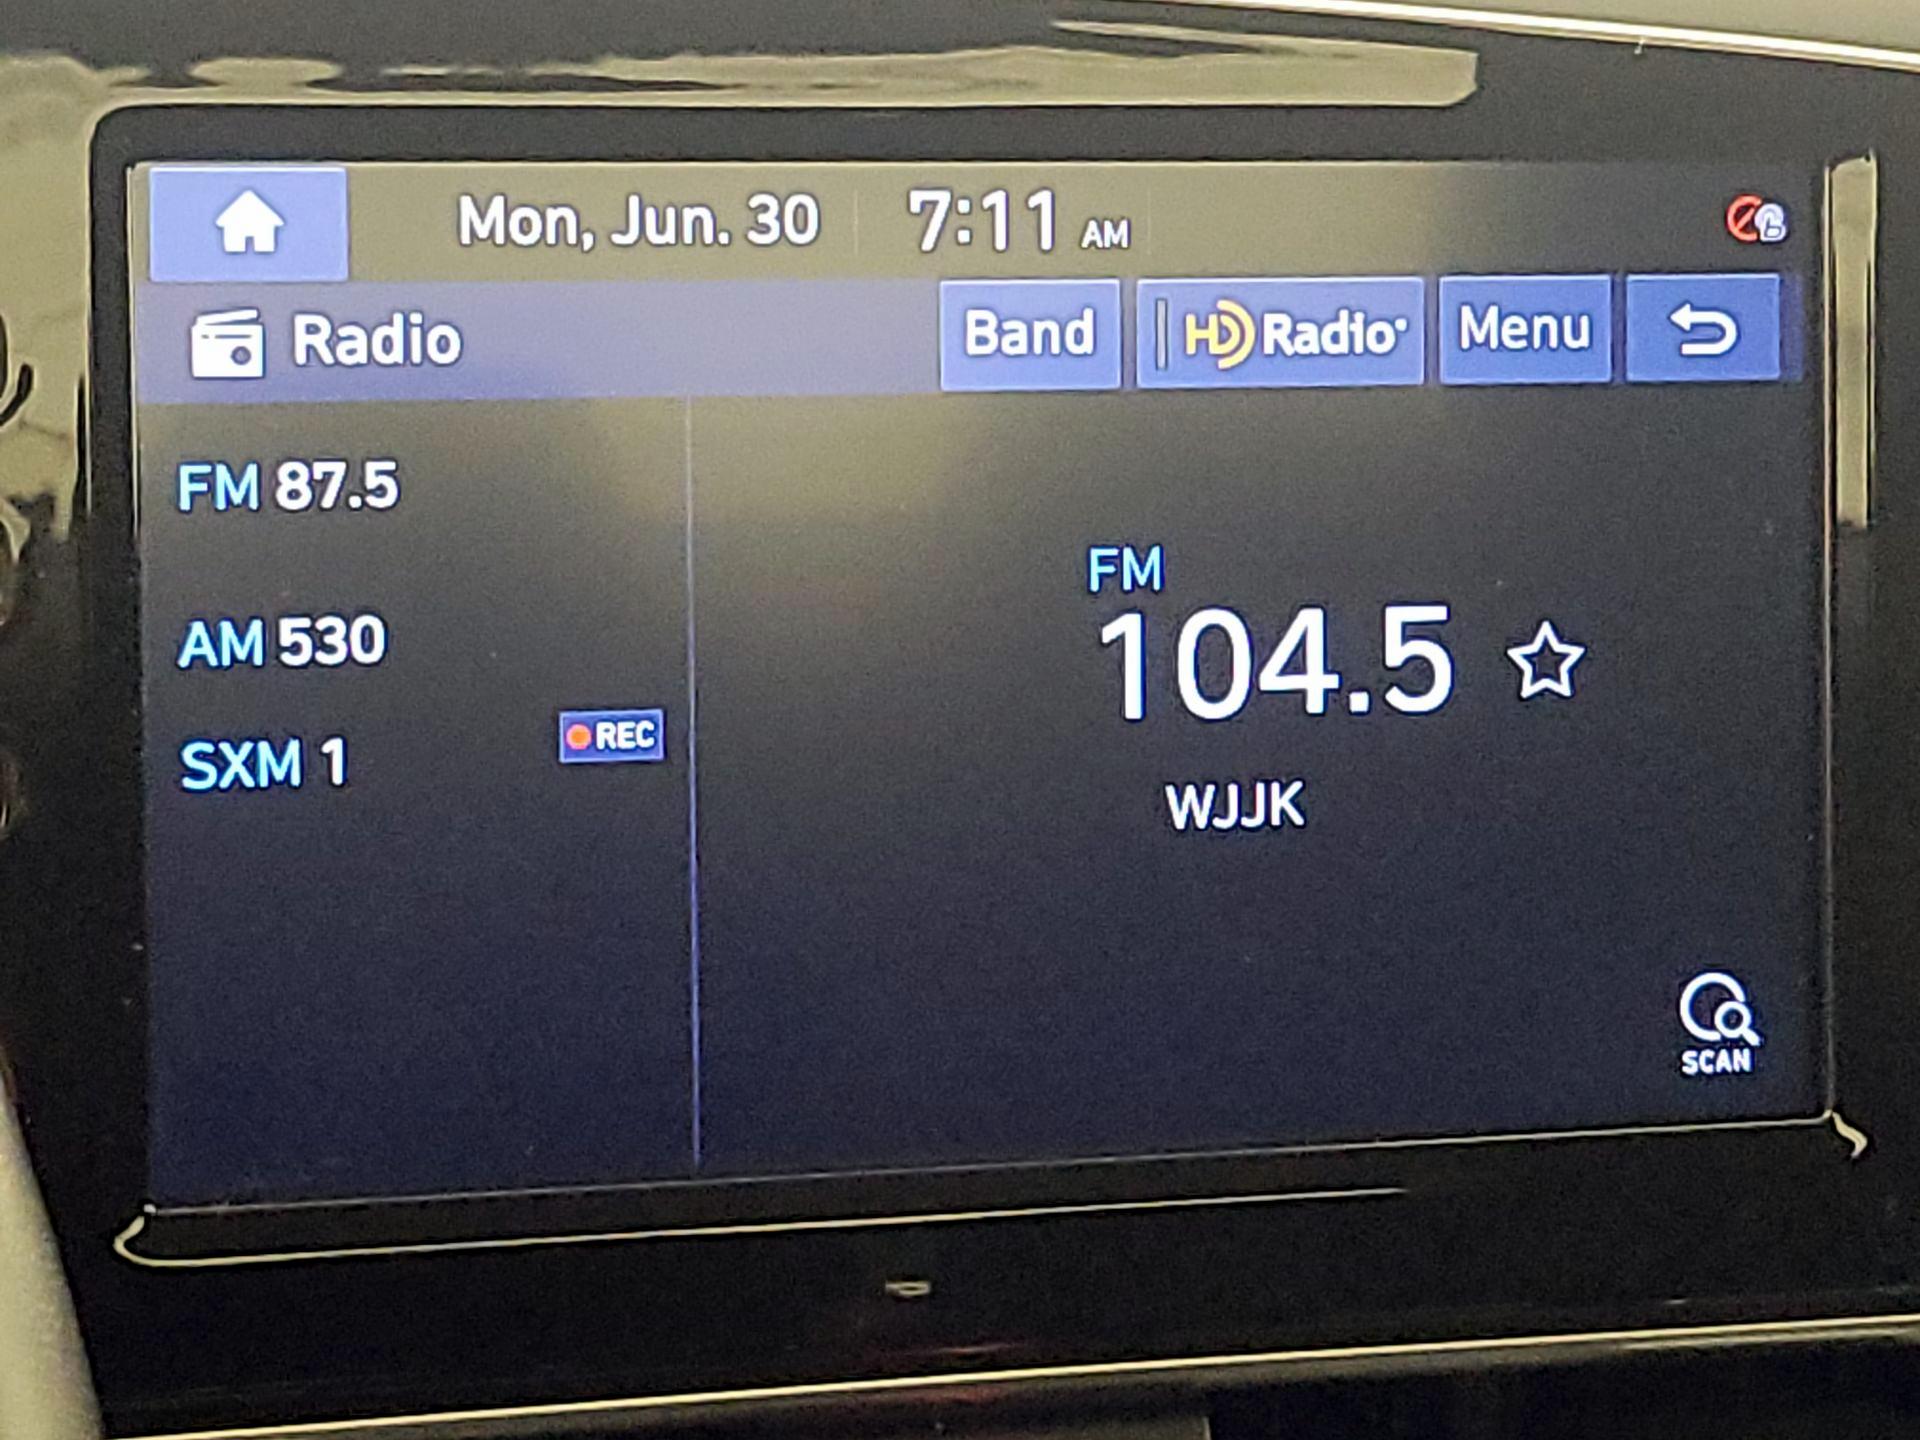 Mon, Jun. 30 7:11 AM
Radio Band HD Radio Menu
FM 87.5
AM 530
SXM 1 REC
FM
104.5
WJJK
SCAN